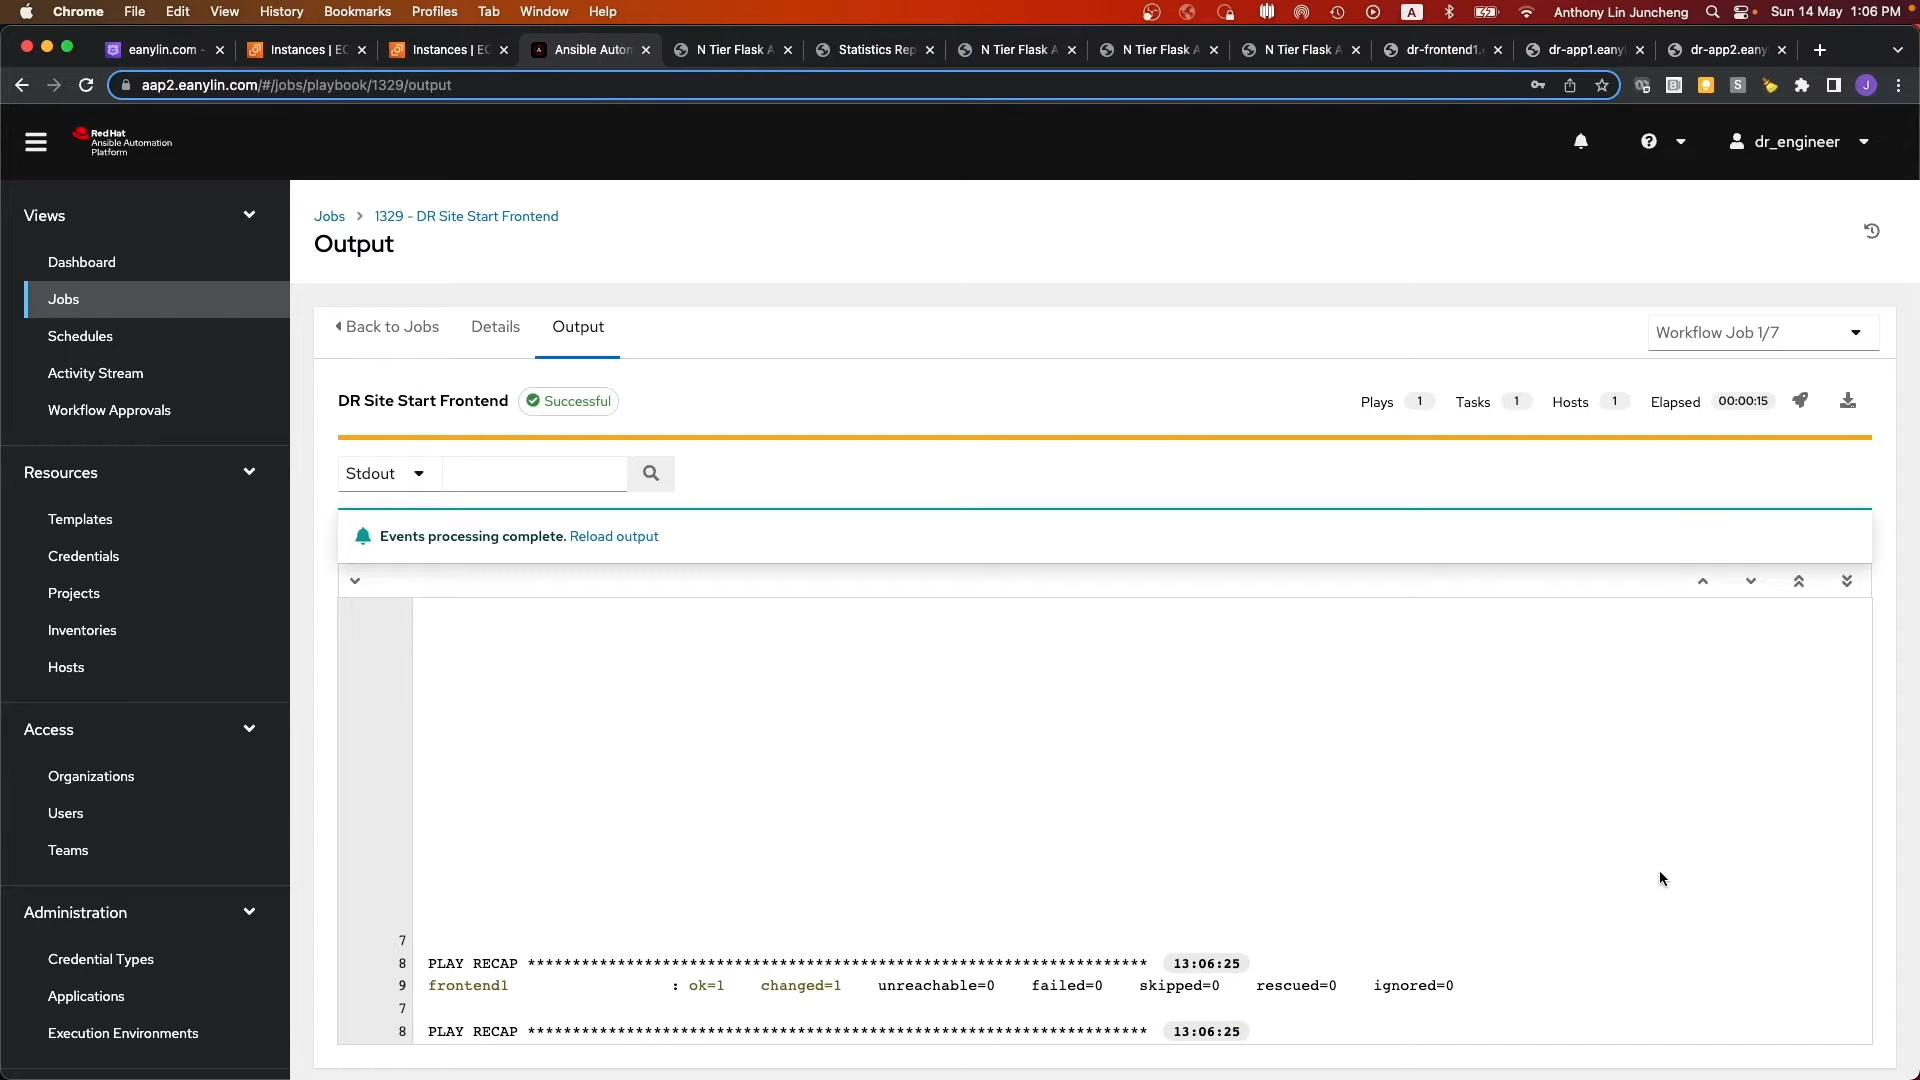 Chrome File Edit View History Bookmarks Profiles Tab Window Help A Anthony Lin Juncheng Sun 14 May 1:06 PM
eanylin.com - Instances | EC Instances | EC Ansible Autom N Tier Flask A Statistics Rep N Tier Flask A N Tier Flask A N Tier Flask A dr-frontend1. dr-app1.eany dr-app2.eany
aap2.eanylin.com/#/jobs/playbook/1329/output S J
Red Hat
Ansible Automation
Platform
dr_engineer
Views
Dashboard
Jobs
Schedules
Activity Stream
Workflow Approvals
Resources
Templates
Credentials
Projects
Inventories
Hosts
Access
Organizations
Users
Teams
Administration
Credential Types
Applications
Execution Environments
Jobs > 1329 - DR Site Start Frontend
Output
Back to Jobs Details Output Workflow Job 1/7
DR Site Start Frontend Successful Plays 1 Tasks 1 Hosts 1 Elapsed 00:00:15
Stdout
Events processing complete. Reload output
7
8 PLAY RECAP ********************************************************************* 13:06:25
9 frontend1 : ok=1 changed=1 unreachable=0 failed=0 skipped=0 rescued=0 ignored=0
7
8 PLAY RECAP ********************************************************************* 13:06:25